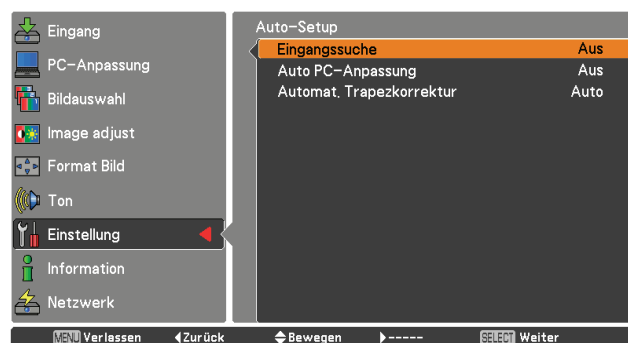 Eingang
PC-Anpassung
Bildauswahl
Image adjust
Format Bild
Ton
Einstellung
Information
Netzwerk
Auto-Setup
Eingangssuche Aus
Auto PC-Anpassung Aus
Automat. Trapezkorrektur Auto
MENU Verlassen Zurück Bewegen ----- SELECT Weiter